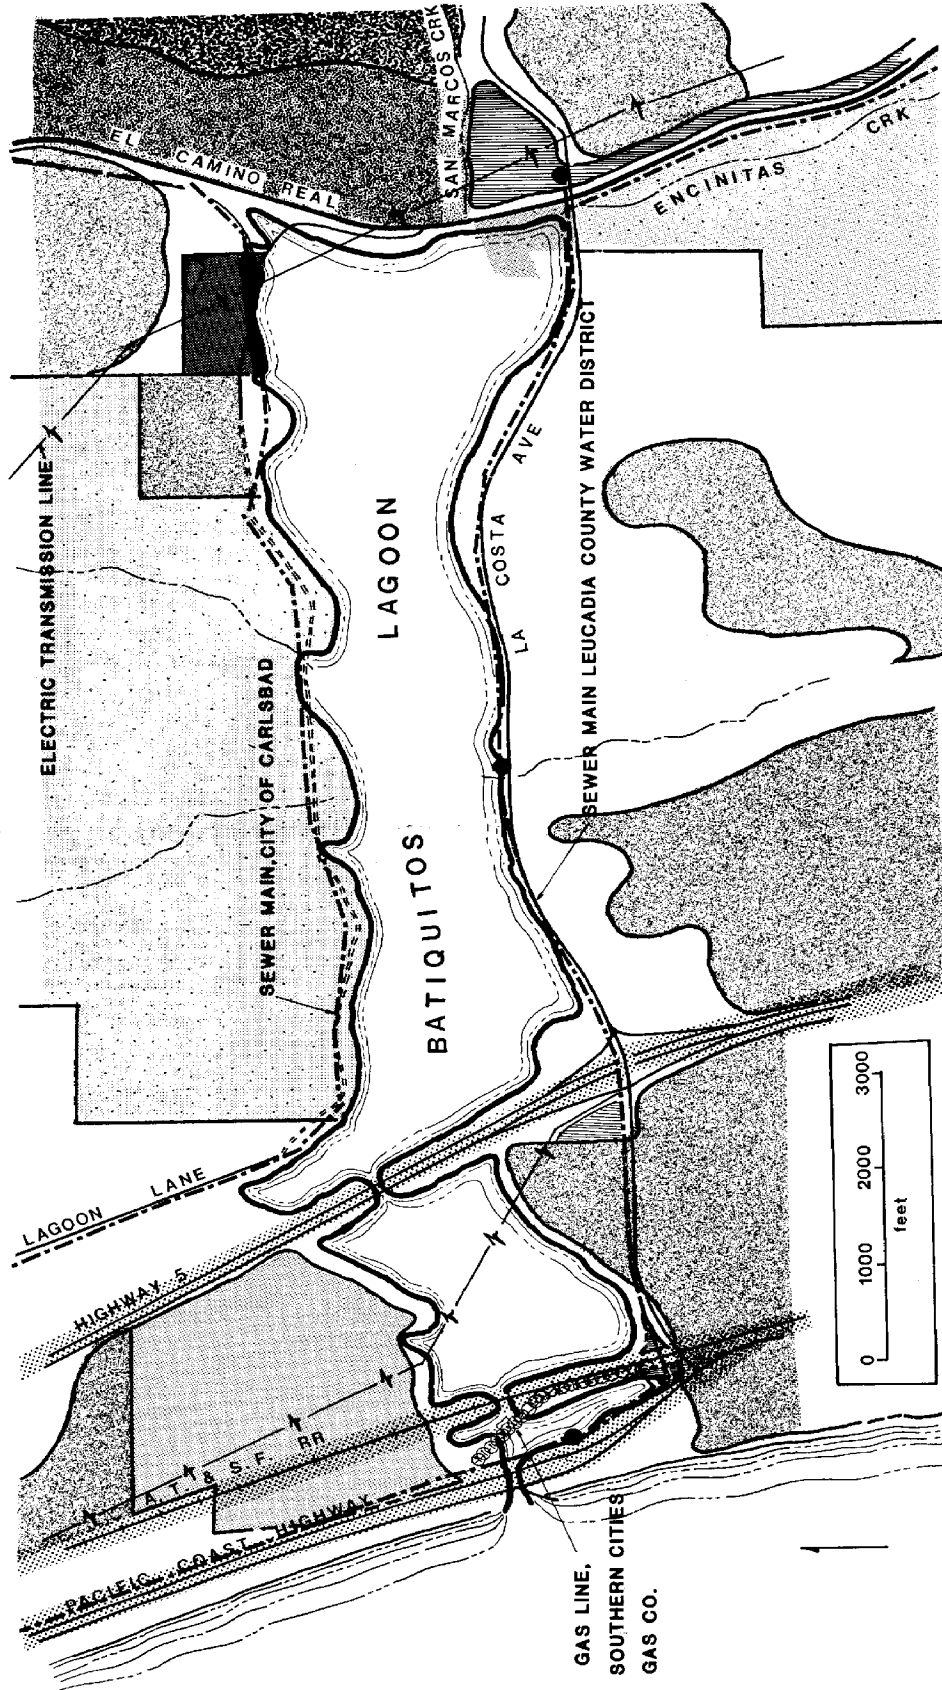 EL CAMINO REAL
SAN MARCOS CRK
ENCINITAS CRK
ELECTRIC TRANSMISSION LINE
SEWER MAIN, CITY OF CARLSBAD
LAGOON LANE
HIGHWAY 5
BATIQUITOS LAGOON
LA COSTA AVE
SEWER MAIN LEUCADIA COUNTY WATER DISTRICT
A. T. & S. F. RR
PACIFIC COAST HIGHWAY
GAS LINE,
SOUTHERN CITIES
GAS CO.
0 1000 2000 3000
feet